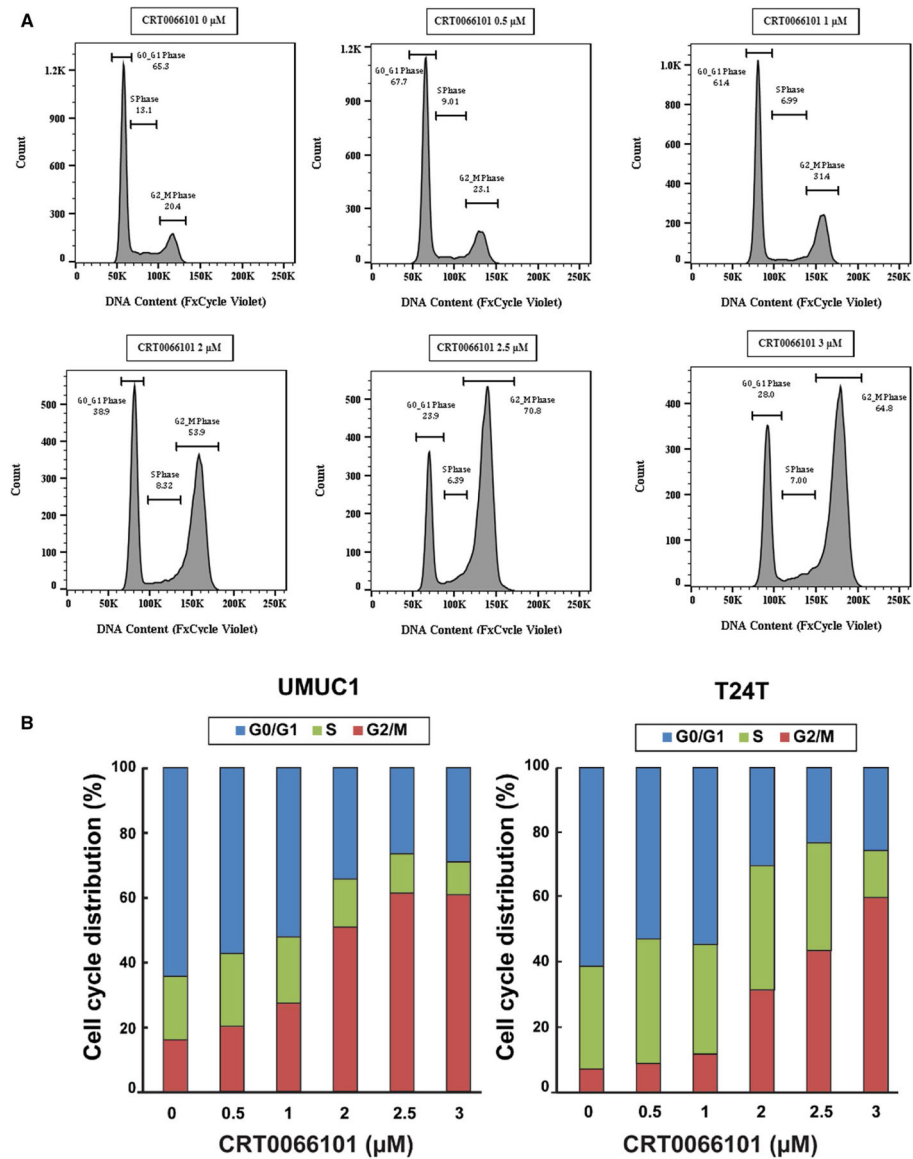 A
CRT0066101 0 µM
G0_G1 Phase
65.3
S Phase
13.1
G2_M Phase
20.4
1.2K
900
600
300
0
Count
0 50K 100K 150K 200K 250K
DNA Content (FxCycle Violet)
CRT0066101 0.5 µM
G0_G1 Phase
67.7
S Phase
9.01
G2_M Phase
23.1
1.2K
900
600
300
0
Count
0 50K 100K 150K 200K 250K
DNA Content (FxCycle Violet)
CRT0066101 1 µM
G0_G1 Phase
61.4
S Phase
6.99
G2_M Phase
31.4
1.0K
800
600
400
200
0
Count
0 50K 100K 150K 200K 250K
DNA Content (FxCycle Violet)
CRT0066101 2 µM
G0_G1 Phase
38.9
S Phase
8.32
G2_M Phase
53.9
500
400
300
200
100
0
Count
0 50K 100K 150K 200K 250K
DNA Content (FxCycle Violet)
CRT0066101 2.5 µM
G0_G1 Phase
23.9
S Phase
6.39
G2_M Phase
70.8
500
400
300
200
100
0
Count
0 50K 100K 150K 200K 250K
DNA Content (FxCycle Violet)
CRT0066101 3 µM
G0_G1 Phase
28.0
S Phase
7.00
G2_M Phase
64.8
400
300
200
100
0
Count
0 50K 100K 150K 200K 250K
DNA Content (FxCycle Violet)
B
UMUC1
G0/G1 S G2/M
100
80
60
40
20
0
Cell cycle distribution (%)
0 0.5 1 2 2.5 3
CRT0066101 (µM)
T24T
G0/G1 S G2/M
100
80
60
40
20
0
Cell cycle distribution (%)
0 0.5 1 2 2.5 3
CRT0066101 (µM)